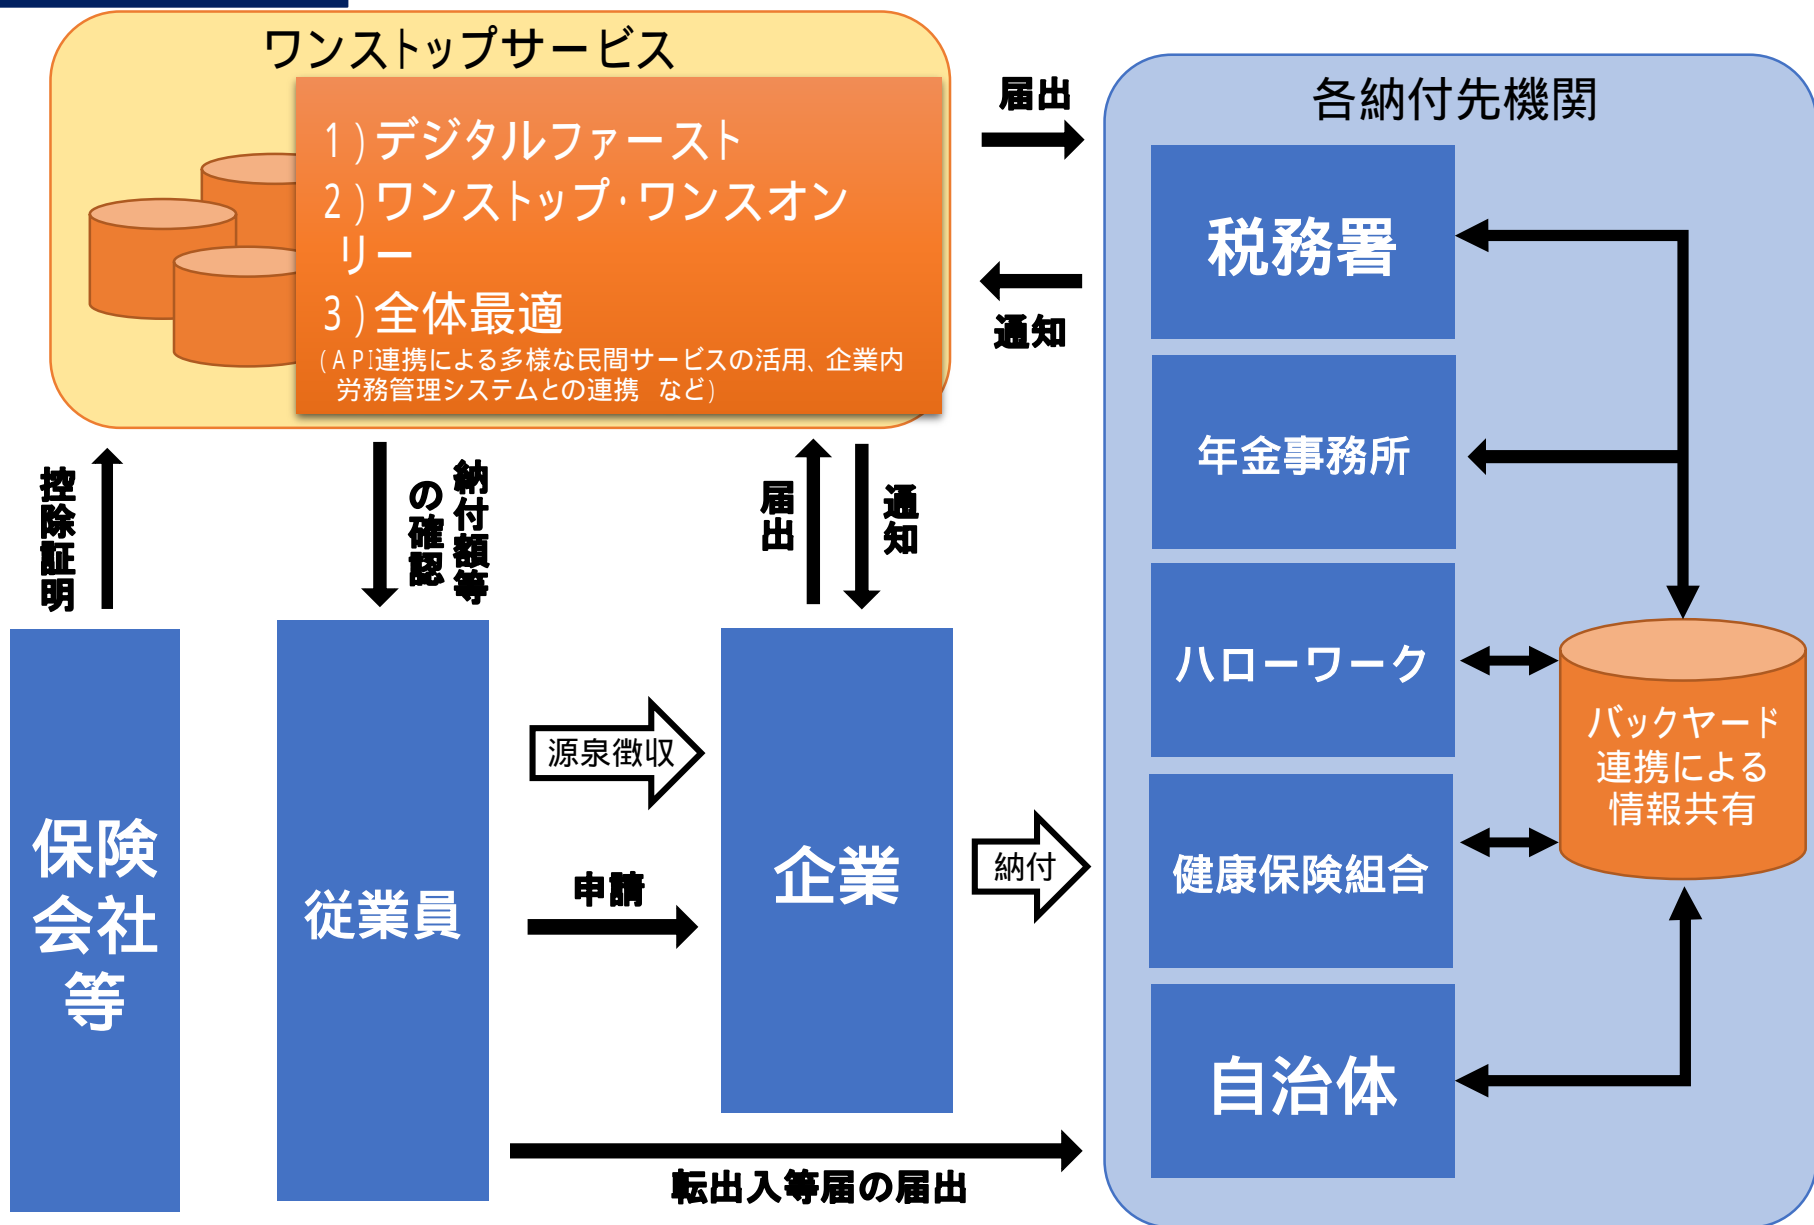 ワンストップサービス
1）デジタルファースト
2）ワンストップ・ワンスオン
リー
3）全体最適
（API連携による多様な民間サービスの活用、企業内
労務管理システムとの連携　など）
届出
通知
各納付先機関
税務署
年金事務所
ハローワーク
健康保険組合
自治体
バックヤード
連携による
情報共有
控除証明
納付額等
の確認
届出
通知
保険
会社
等
従業員
源泉徴収
申請
企業
納付
転出入等届の届出